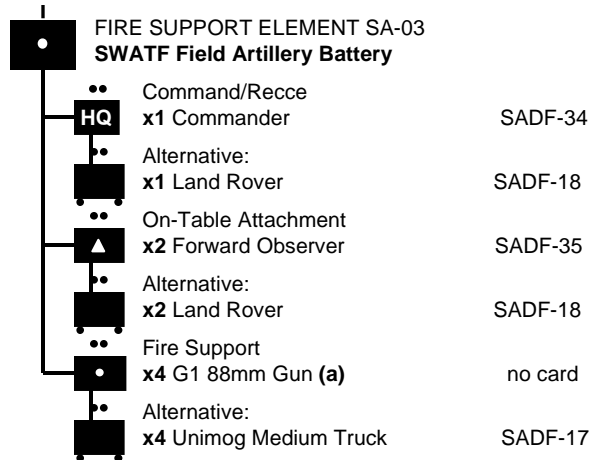 FIRE SUPPORT ELEMENT SA-03
SWATF Field Artillery Battery
Command/Recce
HQ x1 Commander SADF-34
Alternative:
x1 Land Rover SADF-18
On-Table Attachment
x2 Forward Observer SADF-35
Alternative:
x2 Land Rover SADF-18
Fire Support
x4 G1 88mm Gun (a) no card
Alternative:
x4 Unimog Medium Truck SADF-17